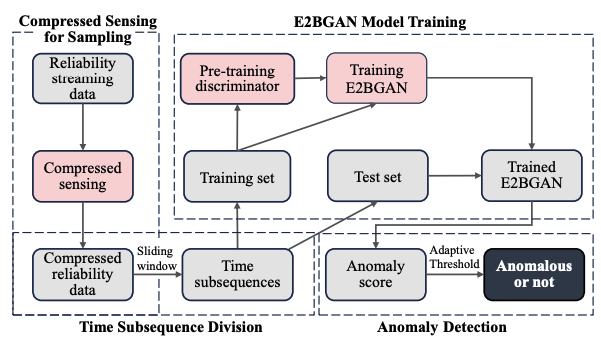 Compressed Sensing
for Sampling
E2BGAN Model Training
Reliability
streaming
data
Pre-training
discriminator
Training
E2BGAN
Compressed
sensing
Training set
Test set
Trained
E2BGAN
Compressed
reliability
data
Sliding
window
Time
subsequences
Anomaly
score
Adaptive
Threshold
Anomalous
or not
Time Subsequence Division
Anomaly Detection